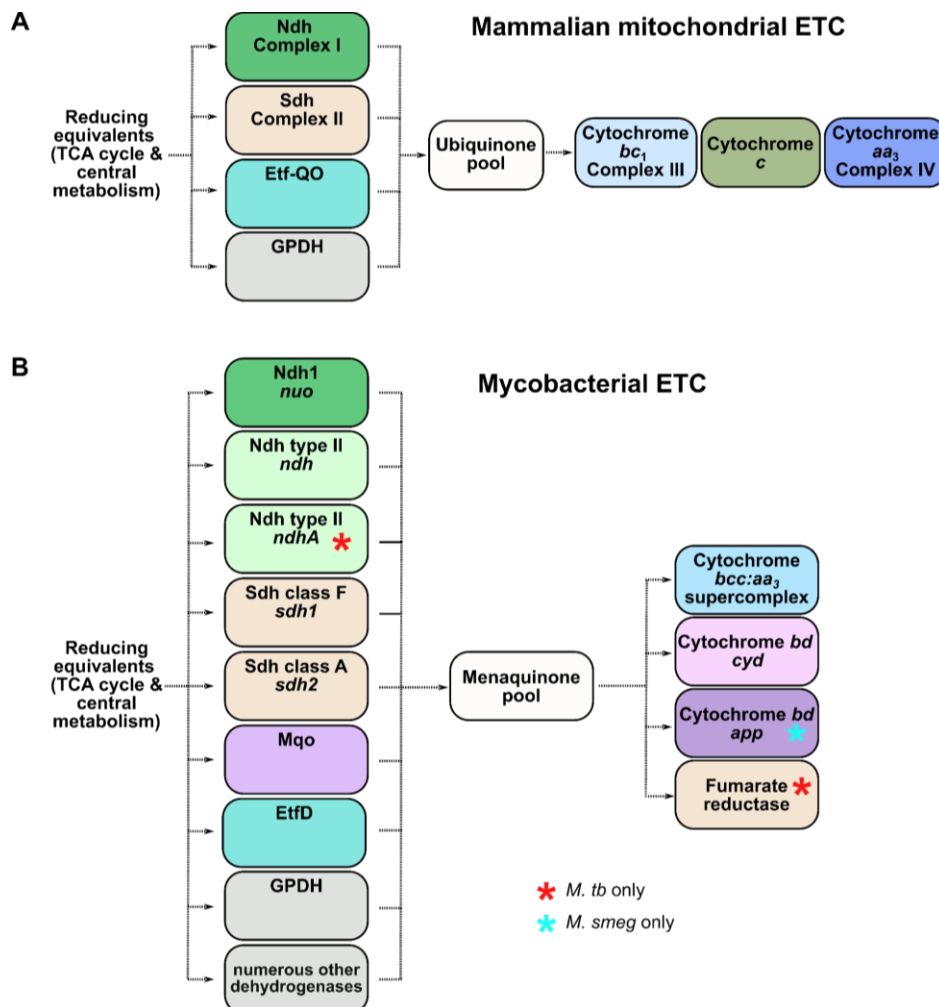 A
Mammalian mitochondrial ETC
Reducing
equivalents
(TCA cycle &
central
metabolism)
Ndh
Complex I
Sdh
Complex II
Etf-QO
GPDH
Ubiquinone
pool
Cytochrome
bc₁
Complex III
Cytochrome
c
Cytochrome
aa₃
Complex IV
B
Mycobacterial ETC
Reducing
equivalents
(TCA cycle &
central
metabolism)
Ndh1
nuo
Ndh type II
ndh
Ndh type II
ndhA *
Sdh class F
sdh1
Sdh class A
sdh2
Mqo
EtfD
GPDH
numerous other
dehydrogenases
Menaquinone
pool
Cytochrome
bcc:aa₃
supercomplex
Cytochrome bd
cyd
Cytochrome bd
app *
Fumarate *
reductase
* M. tb only
* M. smeg only